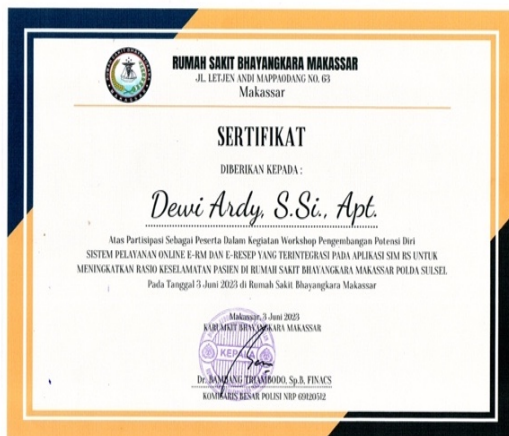 RUMAH SAKIT BHAYANGKARA MAKASSAR
JL. LETJEN ANDI MAPPAODANG NO. 63
Makassar
SERTIFIKAT
DIBERIKAN KEPADA :
Dewi Ardy, S.Si., Apt.
Atas Partisipasi Sebagai Peserta Dalam Kegiatan Workshop Pengembangan Potensi Diri
SISTEM PELAYANAN ONLINE E-RM DAN E-RESEP YANG TERINTEGRASI PADA APLIKASI SIM RS UNTUK
MENINGKATKAN RASIO KESELAMATAN PASIEN DI RUMAH SAKIT BHAYANGKARA MAKASSAR POLDA SULSEL
Pada Tanggal 3 Juni 2023 di Rumah Sakit Bhayangkara Makassar
Makassar, 3 Juni 2023
KARUMKIT BHAYANGKARA MAKASSAR
KEPALA
Dr. BAMBANG TRIAMBODO, Sp.B, FINACS
KOMISARIS BESAR POLISI NRP 69120512